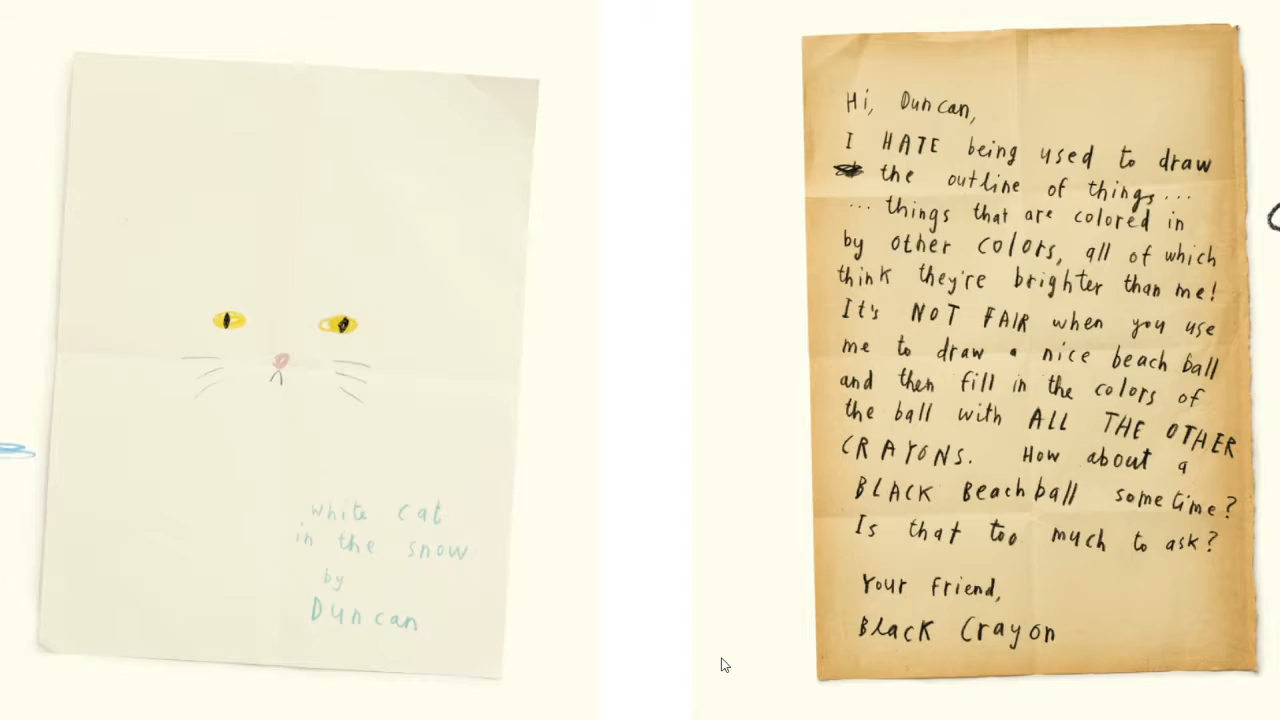 white cat
in the snow
by
Duncan
Hi, Duncan,
I HATE being used to draw
the outline of things...
...things that are colored in
by other colors, all of which
think they're brighter than me!
It's NOT FAIR when you use
me to draw a nice beach ball
and then fill in the colors of
the ball with ALL THE OTHER
CRAYONS. How about a
BLACK Beach ball sometime?
Is that too much to ask?
Your friend,
Black Crayon